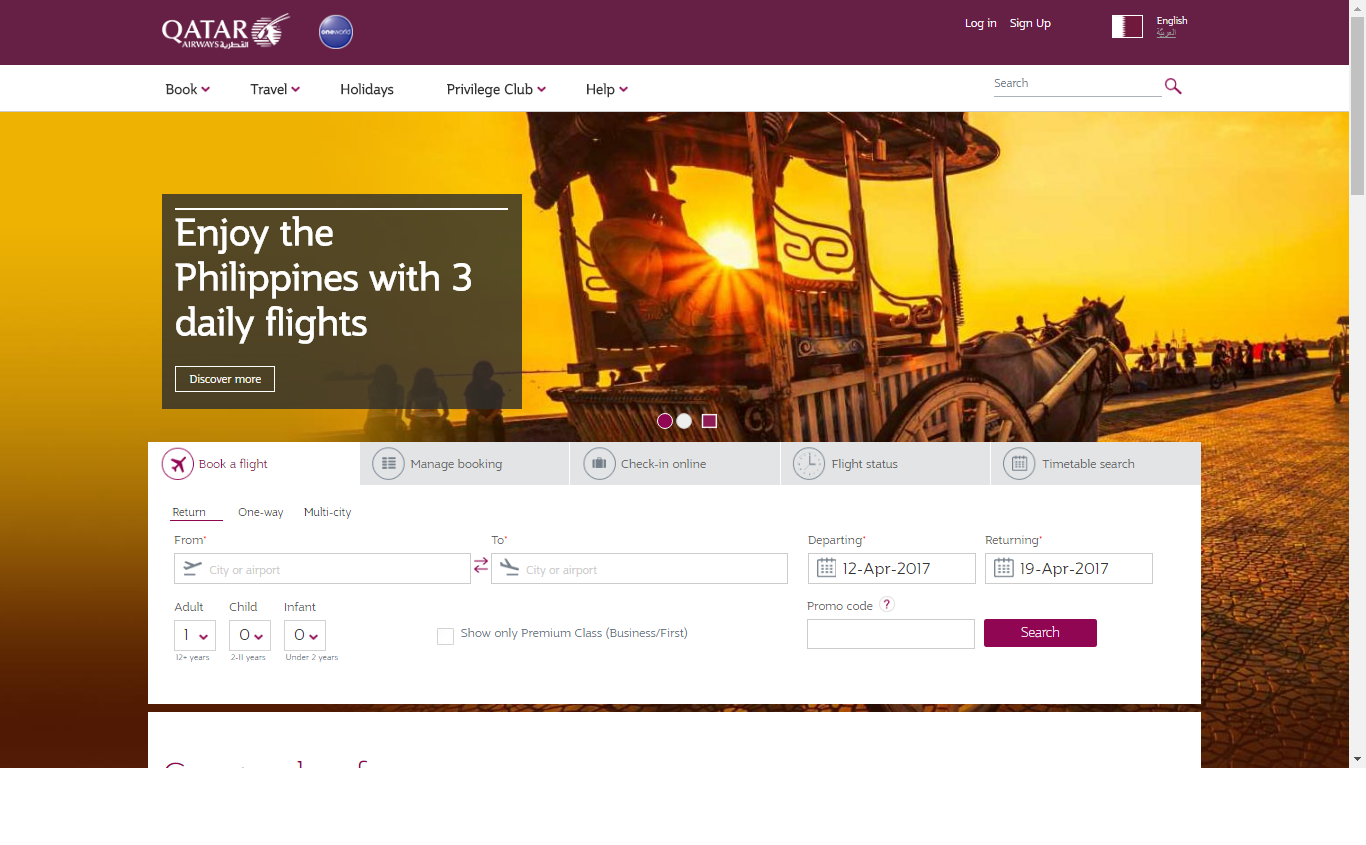 QATAR
AIRWAYS القطرية
oneworld
Log in Sign Up
English
العربيّة
Book Travel Holidays Privilege Club Help
Search
Enjoy the
Philippines with 3
daily flights
Discover more
Book a flight Manage booking Check-in online Flight status Timetable search
Return One-way Multi-city
From* To* Departing* Returning*
City or airport City or airport 12-Apr-2017 19-Apr-2017
Adult Child Infant Promo code ?
1 0 0 Show only Premium Class (Business/First) Search
12+ years 2-11 years Under 2 years